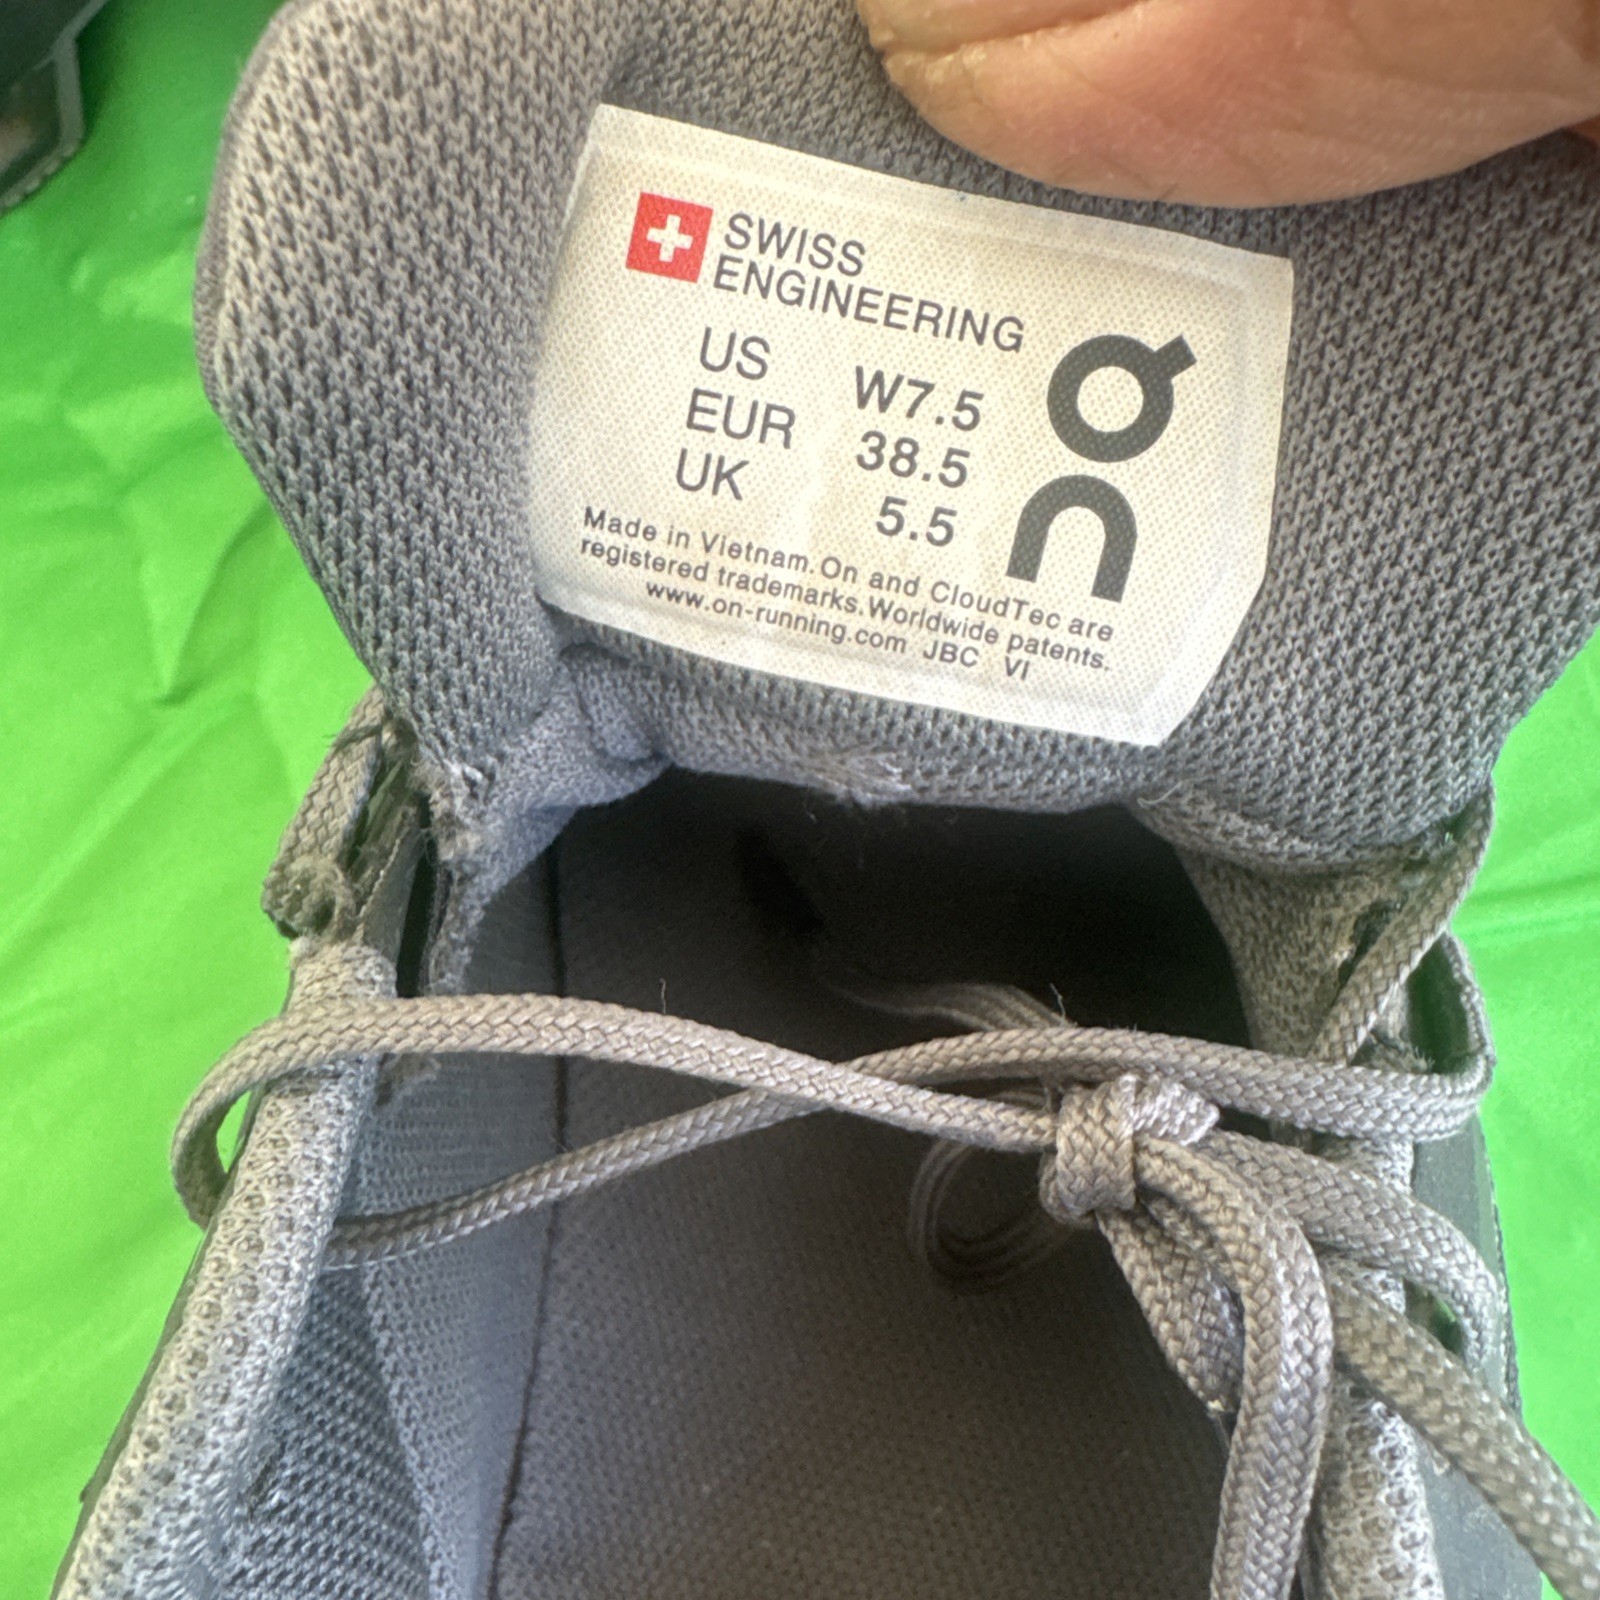 SWISS
ENGINEERING
US W7.5
EUR 38.5
UK 5.5
On
Made in Vietnam. On and CloudTec are
registered trademarks. Worldwide patents.
www.on-running.com JBC VI